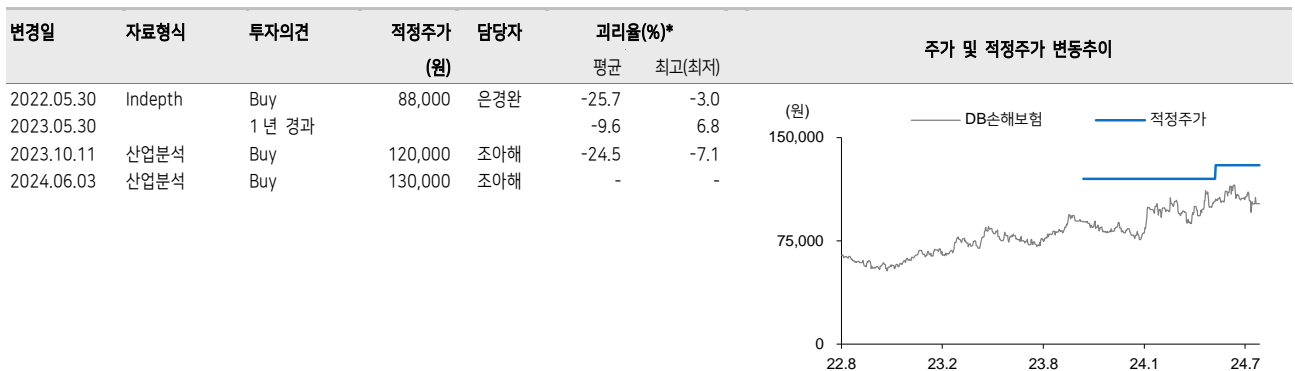 변경일 자료형식 투자의견 적정주가 담당자 괴리율(%)*
(원) 평균 최고(최저)
2022.05.30 Indepth Buy 88,000 은경완 -25.7 -3.0
2023.05.30 1년 경과 -9.6 6.8
2023.10.11 산업분석 Buy 120,000 조아해 -24.5 -7.1
2024.06.03 산업분석 Buy 130,000 조아해 - -
주가 및 적정주가 변동추이
(원)
DB손해보험 적정주가
150,000
75,000
0
22.8 23.2 23.8 24.1 24.7